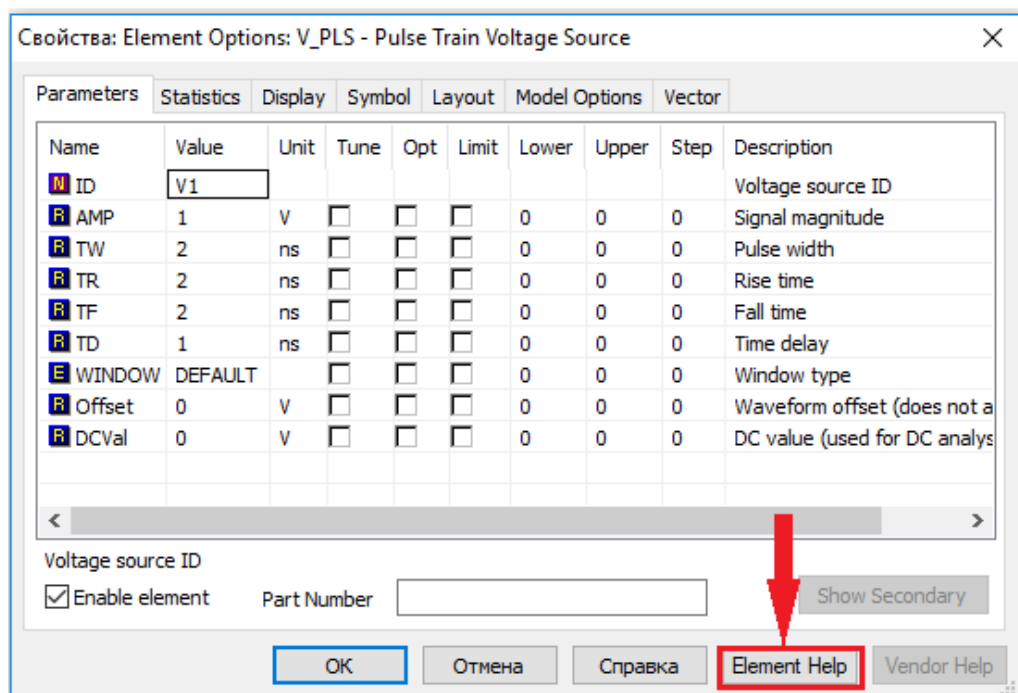 Свойства: Element Options: V_PLS - Pulse Train Voltage Source
Parameters Statistics Display Symbol Layout Model Options Vector
Name Value Unit Tune Opt Limit Lower Upper Step Description
N ID V1 Voltage source ID
R AMP 1 V 0 0 0 Signal magnitude
R TW 2 ns 0 0 0 Pulse width
R TR 2 ns 0 0 0 Rise time
R TF 2 ns 0 0 0 Fall time
R TD 1 ns 0 0 0 Time delay
E WINDOW DEFAULT 0 0 0 Window type
R Offset 0 V 0 0 0 Waveform offset (does not a
R DCVal 0 V 0 0 0 DC value (used for DC analys
Voltage source ID
Enable element Part Number Show Secondary
OK Отмена Справка Element Help Vendor Help